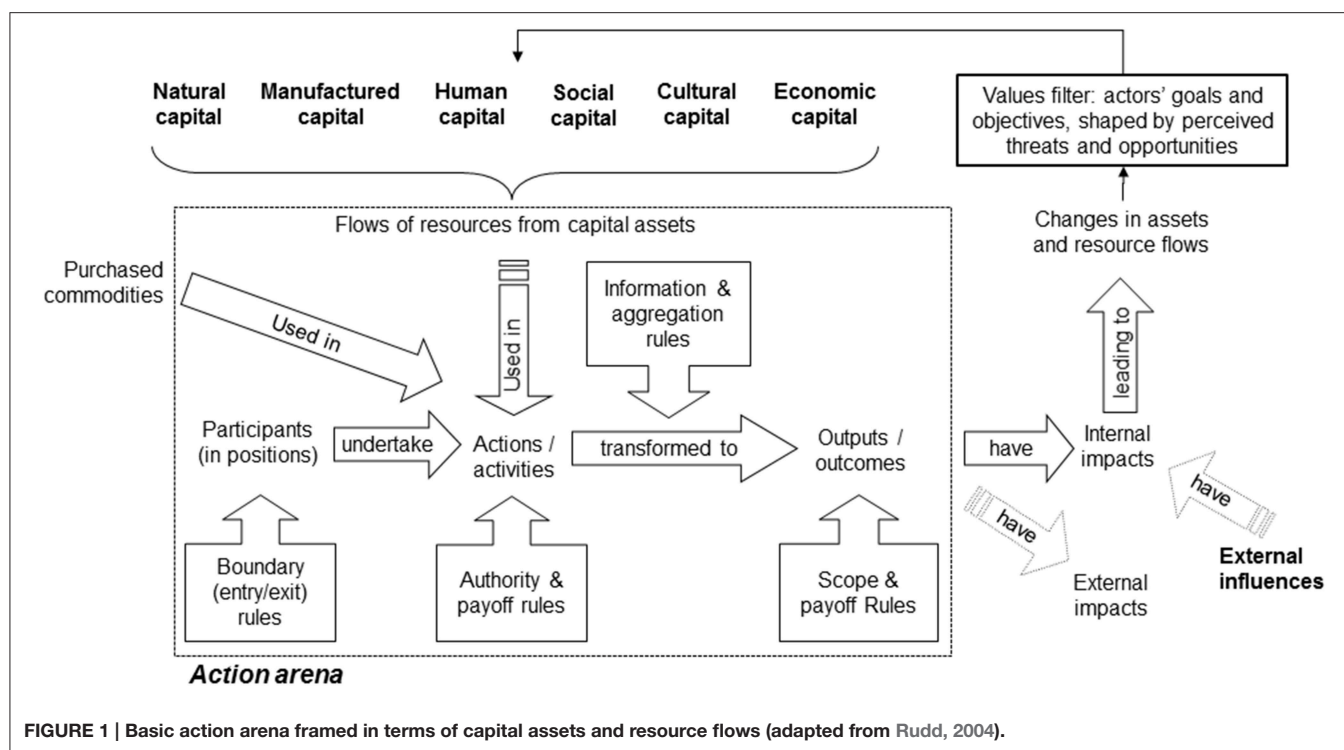 Natural
capital
Manufactured
capital
Human
capital
Social
capital
Cultural
capital
Economic
capital
Values filter: actors' goals and
objectives, shaped by perceived
threats and opportunities
Flows of resources from capital assets
Changes in assets
and resource flows
Purchased
commodities
Used in
Used in
Information &
aggregation
rules
leading to
Participants
(in positions)
undertake
Actions /
activities
transformed to
Outputs /
outcomes
have
Internal
impacts
have
have
Boundary
(entry/exit)
rules
Authority &
payoff rules
Scope &
payoff Rules
External
impacts
External
influences
Action arena
FIGURE 1 | Basic action arena framed in terms of capital assets and resource flows (adapted from Rudd, 2004).